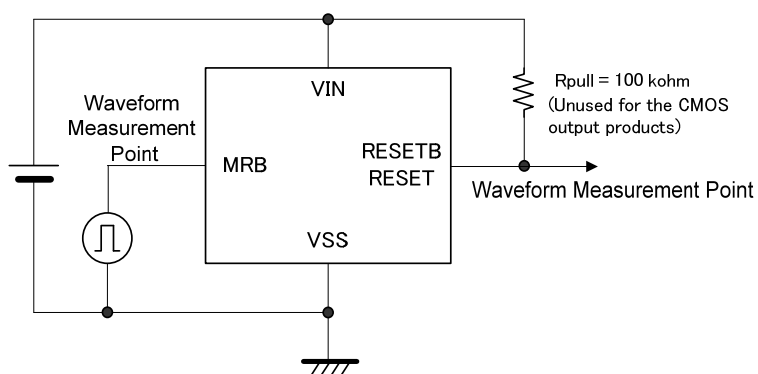 VIN
Rpull = 100 kohm
(Unused for the CMOS
output products)
Waveform
Measurement
Point
MRB
RESETB
RESET
Waveform Measurement Point
VSS